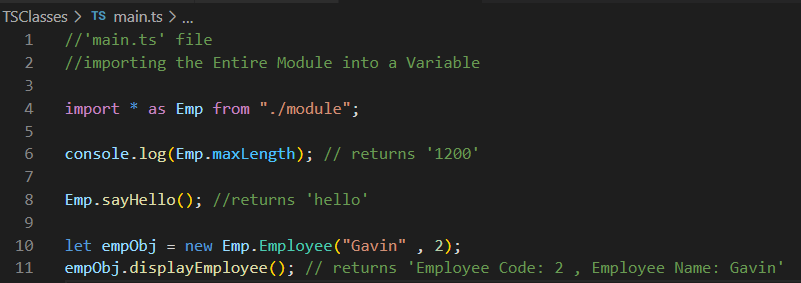 TSClasses > TS main.ts > ...
1 //'main.ts' file
2 //importing the Entire Module into a Variable
3
4 import * as Emp from "./module";
5
6 console.log(Emp.maxLength); // returns '1200'
7
8 Emp.sayHello(); //returns 'hello'
9
10 let empObj = new Emp.Employee("Gavin" , 2);
11 empObj.displayEmployee(); // returns 'Employee Code: 2 , Employee Name: Gavin'